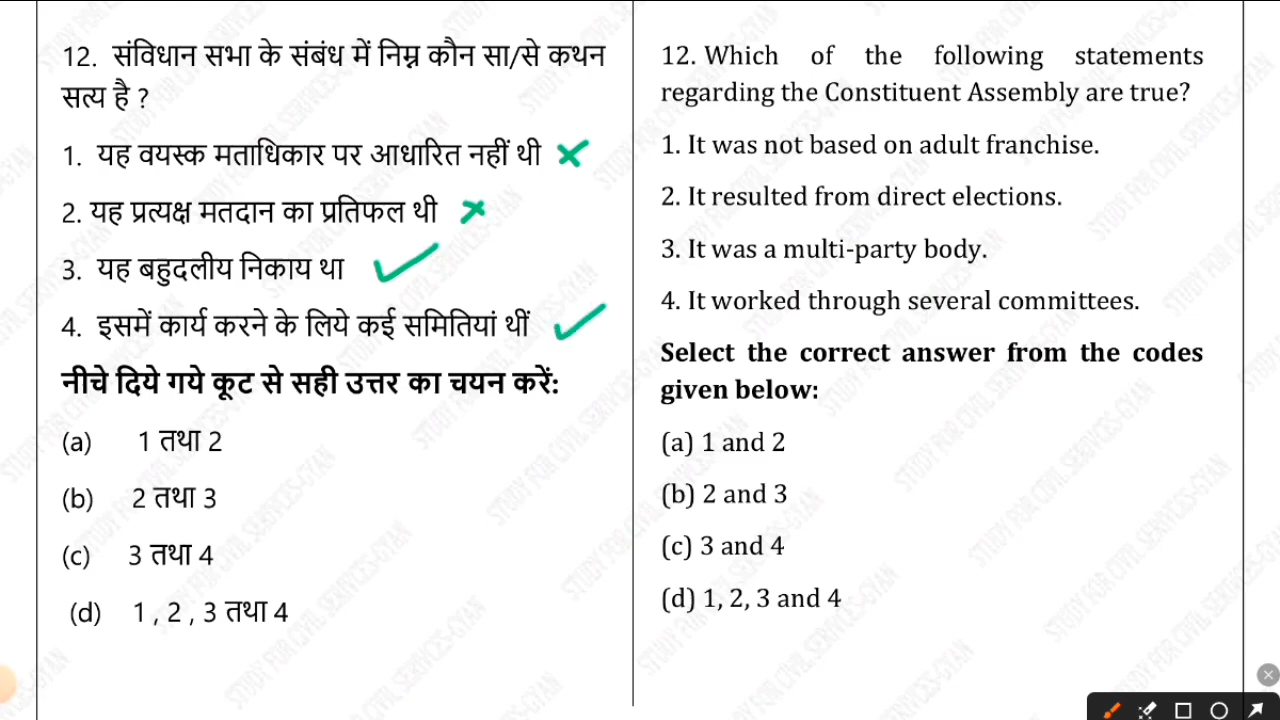 12. संविधान सभा के संबंध में निम्न कौन सा/से कथन
सत्य है ?
1. यह वयस्क मताधिकार पर आधारित नहीं थी
2. यह प्रत्यक्ष मतदान का प्रतिफल थी
3. यह बहुदलीय निकाय था
4. इसमें कार्य करने के लिये कई समितियां थीं
नीचे दिये गये कूट से सही उत्तर का चयन करें:
(a) 1 तथा 2
(b) 2 तथा 3
(c) 3 तथा 4
(d) 1 , 2 , 3 तथा 4
12. Which of the following statements
regarding the Constituent Assembly are true?
1. It was not based on adult franchise.
2. It resulted from direct elections.
3. It was a multi-party body.
4. It worked through several committees.
Select the correct answer from the codes
given below:
(a) 1 and 2
(b) 2 and 3
(c) 3 and 4
(d) 1, 2, 3 and 4
STUDY FOR CIVIL SERVICES-GYAN